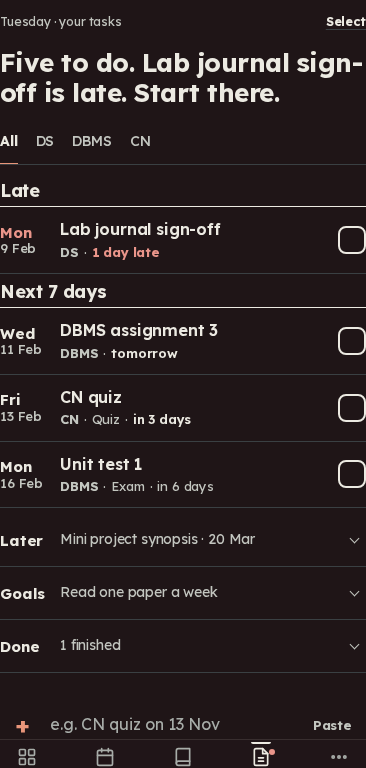 Tuesday · your tasks
Select
Five to do. Lab journal sign-
off is late. Start there.
All DS DBMS CN
Late
Mon
9 Feb
Lab journal sign-off
DS · 1 day late
Next 7 days
Wed
11 Feb
DBMS assignment 3
DBMS · tomorrow
Fri
13 Feb
CN quiz
CN · Quiz · in 3 days
Mon
16 Feb
Unit test 1
DBMS · Exam · in 6 days
Later Mini project synopsis · 20 Mar
Goals Read one paper a week
Done 1 finished
+ e.g. CN quiz on 13 Nov Paste